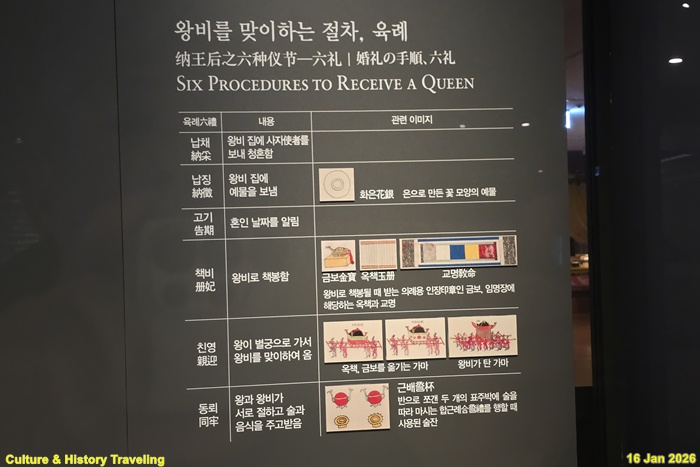 왕비를 맞이하는 절차, 육례
纳王后之六种仪节—六礼 | 婚礼の手順、六礼
SIX PROCEDURES TO RECEIVE A QUEEN
육례六禮 내용 관련 이미지
납채
納采
왕비 집에 사자使者를
보내 청혼함
납징
納徵
왕비 집에
예물을 보냄
화은花銀 은으로 만든 꽃 모양의 예물
고기
告期
혼인 날짜를 알림
책비
册妃
왕비로 책봉함
금보金寶 옥책玉册 교명敎命
왕비로 책봉될 때 받는 의례용 인장印章인 금보, 임명장에
해당하는 옥책과 교명
친영
親迎
왕이 별궁으로 가서
왕비를 맞이하여 옴
옥책, 금보를 옮기는 가마 왕비가 탄 가마
동뢰
同牢
왕과 왕비가
서로 절하고 술과
음식을 주고받음
근배巹杯
반으로 쪼갠 두 개의 표주박에 술을
따라 마시는 합근례合巹禮를 행할 때
사용된 술잔
Culture & History Traveling
16 Jan 2026